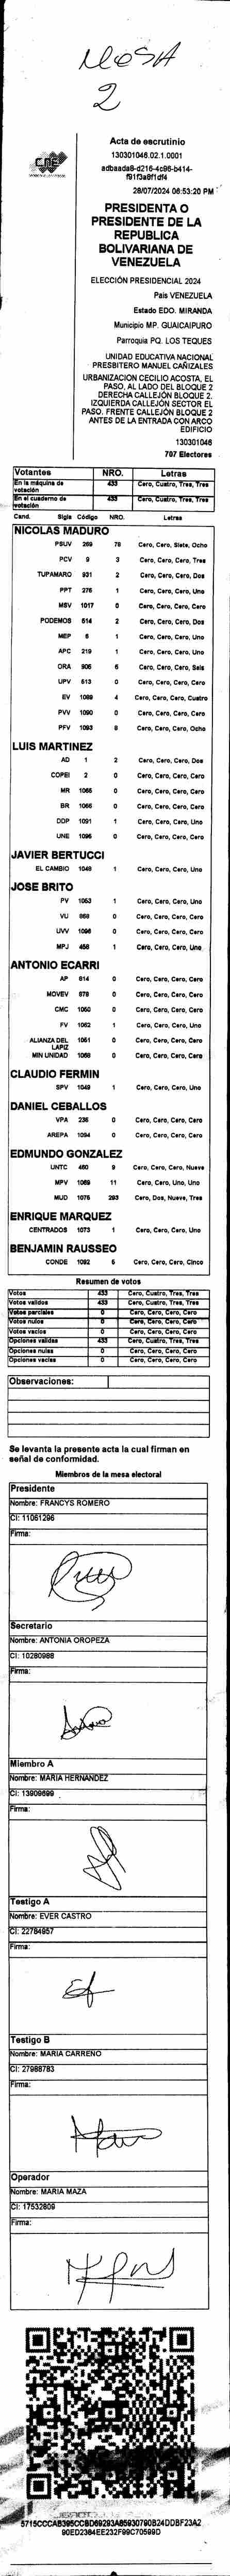 MESA
2
CNE
Acta de escrutinio
130301046.02.1.0001
adbaada8-d216-4c96-b414-
f91f3a8f1df4
28/07/2024 06:53:20 PM
PRESIDENTA O
PRESIDENTE DE LA
REPUBLICA
BOLIVARIANA DE
VENEZUELA
ELECCIÓN PRESIDENCIAL 2024
Pais VENEZUELA
Estado EDO. MIRANDA
Municipio MP. GUAICAIPURO
Parroquia PQ. LOS TEQUES
UNIDAD EDUCATIVA NACIONAL
PRESBITERO MANUEL CAÑIZALES
URBANIZACION CECILIO ACOSTA, EL
PASO, AL LADO DEL BLOQUE 2
DERECHA CALLEJÓN BLOQUE 2.
IZQUIERDA CALLEJÓN SECTOR EL
PASO. FRENTE CALLEJÓN BLOQUE 2
ANTES DE LA ENTRADA CON ARCO
EDIFICIO
130301046
707 Electores
Votantes NRO. Letras
En la máquina de votación 433 Cero, Cuatro, Tres, Tres
En el cuaderno de votación 433 Cero, Cuatro, Tres, Tres
Cand. Sigla Código NRO. Letras
NICOLAS MADURO
PSUV 269 78 Cero, Cero, Siete, Ocho
PCV 9 3 Cero, Cero, Cero, Tres
TUPAMARO 931 2 Cero, Cero, Cero, Dos
PPT 276 1 Cero, Cero, Cero, Uno
MSV 1017 0 Cero, Cero, Cero, Cero
PODEMOS 514 2 Cero, Cero, Cero, Dos
MEP 6 1 Cero, Cero, Cero, Uno
APC 219 1 Cero, Cero, Cero, Uno
ORA 906 6 Cero, Cero, Cero, Seis
UPV 613 0 Cero, Cero, Cero, Cero
EV 1089 4 Cero, Cero, Cero, Cuatro
PVV 1090 0 Cero, Cero, Cero, Cero
PFV 1093 8 Cero, Cero, Cero, Ocho
LUIS MARTINEZ
AD 1 2 Cero, Cero, Cero, Dos
COPEI 2 0 Cero, Cero, Cero, Cero
MR 1065 0 Cero, Cero, Cero, Cero
BR 1066 0 Cero, Cero, Cero, Cero
DDP 1091 1 Cero, Cero, Cero, Uno
UNE 1096 0 Cero, Cero, Cero, Cero
JAVIER BERTUCCI
EL CAMBIO 1048 1 Cero, Cero, Cero, Uno
JOSE BRITO
PV 1053 1 Cero, Cero, Cero, Uno
VU 868 0 Cero, Cero, Cero, Cero
UVV 1098 0 Cero, Cero, Cero, Cero
MPJ 458 1 Cero, Cero, Cero, Uno
ANTONIO ECARRI
AP 814 0 Cero, Cero, Cero, Cero
MOVEV 879 0 Cero, Cero, Cero, Cero
CMC 1050 0 Cero, Cero, Cero, Cero
FV 1062 1 Cero, Cero, Cero, Uno
ALIANZA DEL LAPIZ 1061 0 Cero, Cero, Cero, Cero
MIN UNIDAD 1068 0 Cero, Cero, Cero, Cero
CLAUDIO FERMIN
SPV 1049 1 Cero, Cero, Cero, Uno
DANIEL CEBALLOS
VPA 236 0 Cero, Cero, Cero, Cero
AREPA 1094 0 Cero, Cero, Cero, Cero
EDMUNDO GONZALEZ
UNTC 460 9 Cero, Cero, Cero, Nueve
MPV 1069 11 Cero, Cero, Uno, Uno
MUD 1076 293 Cero, Dos, Nueve, Tres
ENRIQUE MARQUEZ
CENTRADOS 1073 1 Cero, Cero, Cero, Uno
BENJAMIN RAUSSEO
CONDE 1092 5 Cero, Cero, Cero, Cinco
Resumen de votos
Votos 433 Cero, Cuatro, Tres, Tres
Votos validos 433 Cero, Cuatro, Tres, Tres
Votos parciales 0 Cero, Cero, Cero, Cero
Votos nulos 0 Cero, Cero, Cero, Cero
Votos vacios 0 Cero, Cero, Cero, Cero
Opciones validas 433 Cero, Cuatro, Tres, Tres
Opciones nulas 0 Cero, Cero, Cero, Cero
Opciones vacias 0 Cero, Cero, Cero, Cero
Observaciones:
Se levanta la presente acta la cual firman en
señal de conformidad.
Miembros de la mesa electoral
Presidente
Nombre: FRANCYS ROMERO
CI: 11061296
Firma:
Secretario
Nombre: ANTONIA OROPEZA
CI: 10280988
Firma:
Miembro A
Nombre: MARIA HERNANDEZ
CI: 13909699
Firma:
Testigo A
Nombre: EVER CASTRO
CI: 22784957
Firma:
Testigo B
Nombre: MARIA CARRENO
CI: 27988783
Firma:
Operador
Nombre: MARIA MAZA
CI: 17532809
Firma:
5715CCCAB395CCBD69293A85930790B24DDBF23A2
90ED2364EE232F99C70599D